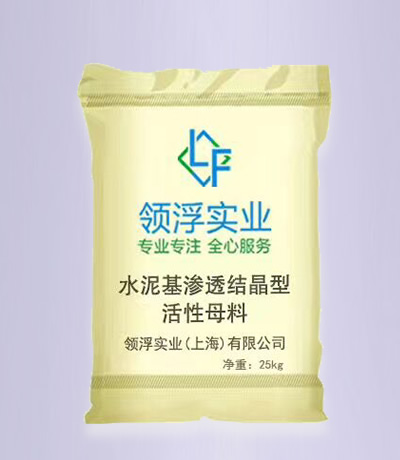 LF
领浮实业
专业专注 全心服务
水泥基渗透结晶型
活性母料
领浮实业(上海)有限公司
净重：25kg